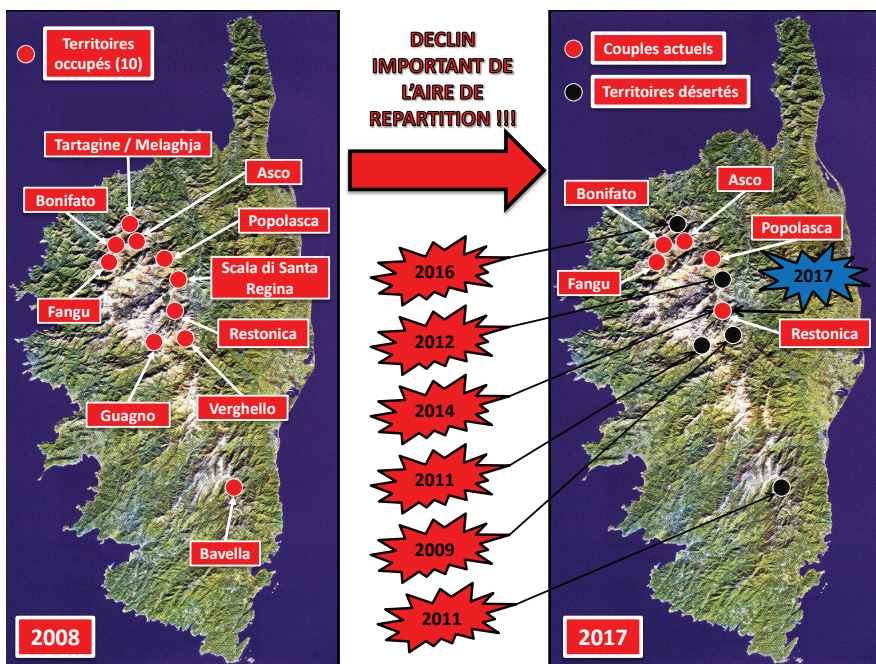 Territoires
occupés (10)
Tartagine / Melaghja
Asco
Bonifato
Popolasca
Scala di Santa
Regina
Fangu
Restonica
Guagno
Verghello
Bavella
2008
DECLIN
IMPORTANT DE
L'AIRE DE
REPARTITION !!!
2016
2012
2014
2011
2009
2011
Couples actuels
Territoires désertés
Asco
Bonifato
Popolasca
2017
Fangu
Restonica
2017